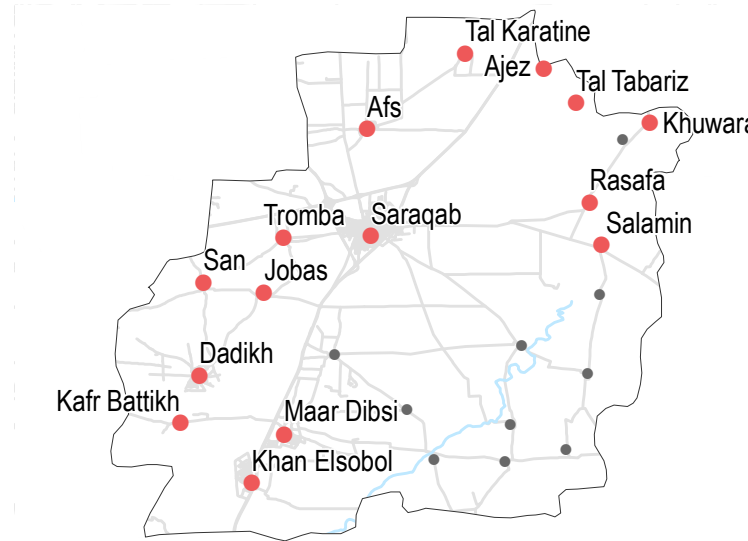 Tal Karatine
Ajez
Tal Tabariz
Afs
Khuwara
Rasafa
Tromba
Saraqab
Salamin
San
Jobas
Dadikh
Kafr Battikh
Maar Dibsi
Khan Elsobol